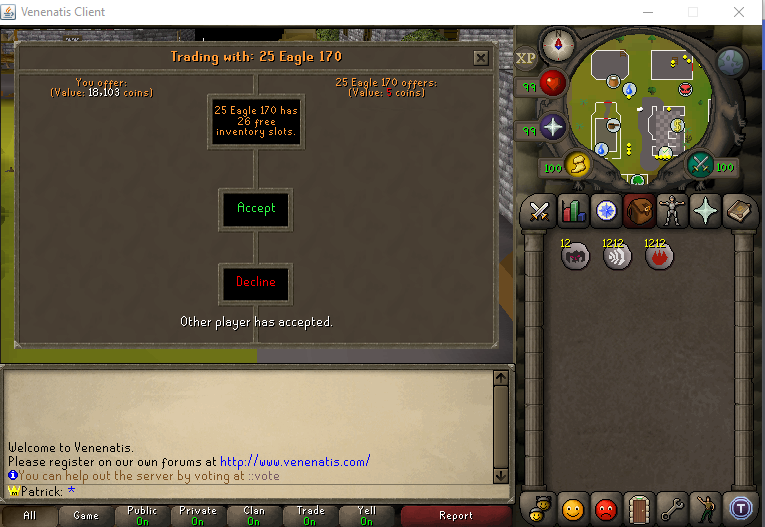 Venenatis Client
Trading with: 25 Eagle 170
You offer:
(Value: 18,103 coins)
25 Eagle 170 offers:
(Value: coins)
25 Eagle 170 has
26 free
inventory slots.
Accept
Decline
Other player has accepted.
XP
99
99
100
100
12
1212
1212
Welcome to Venenatis.
Please register on our own forums at http://www.venenatis.com/
You can help out the server by voting at ::vote
Patrick: *
All
Game
Public
On
Private
On
Clan
On
Trade
On
Yell
On
Report